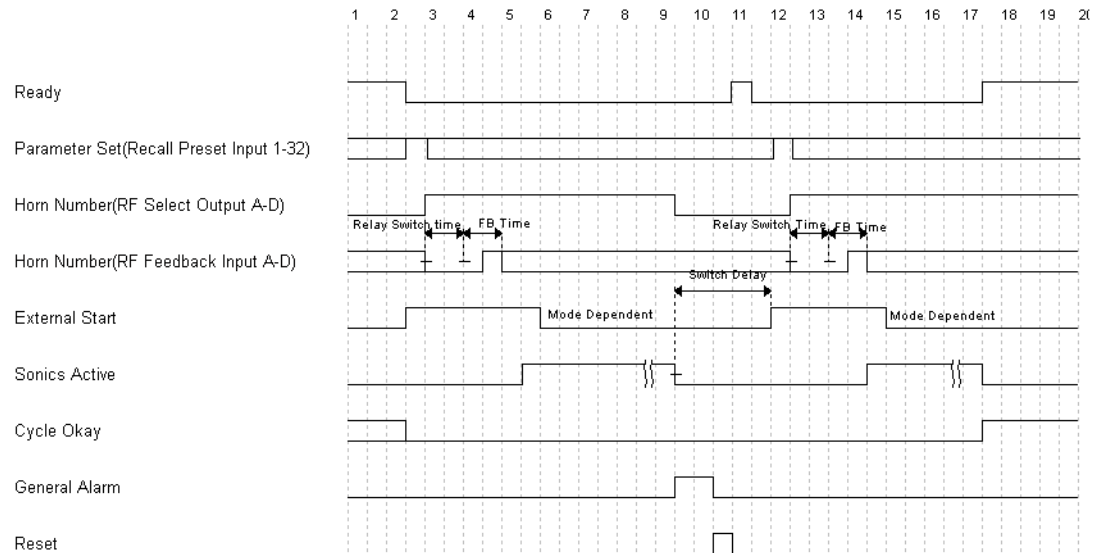 1 2 3 4 5 6 7 8 9 10 11 12 13 14 15 16 17 18 19 20
Ready
Parameter Set(Recall Preset Input 1-32)
Horn Number(RF Select Output A-D)
Relay Switch time FB Time Relay Switch Time FB Time
Horn Number(RF Feedback Input A-D)
Switch Delay
External Start Mode Dependent Mode Dependent
Sonics Active
Cycle Okay
General Alarm
Reset